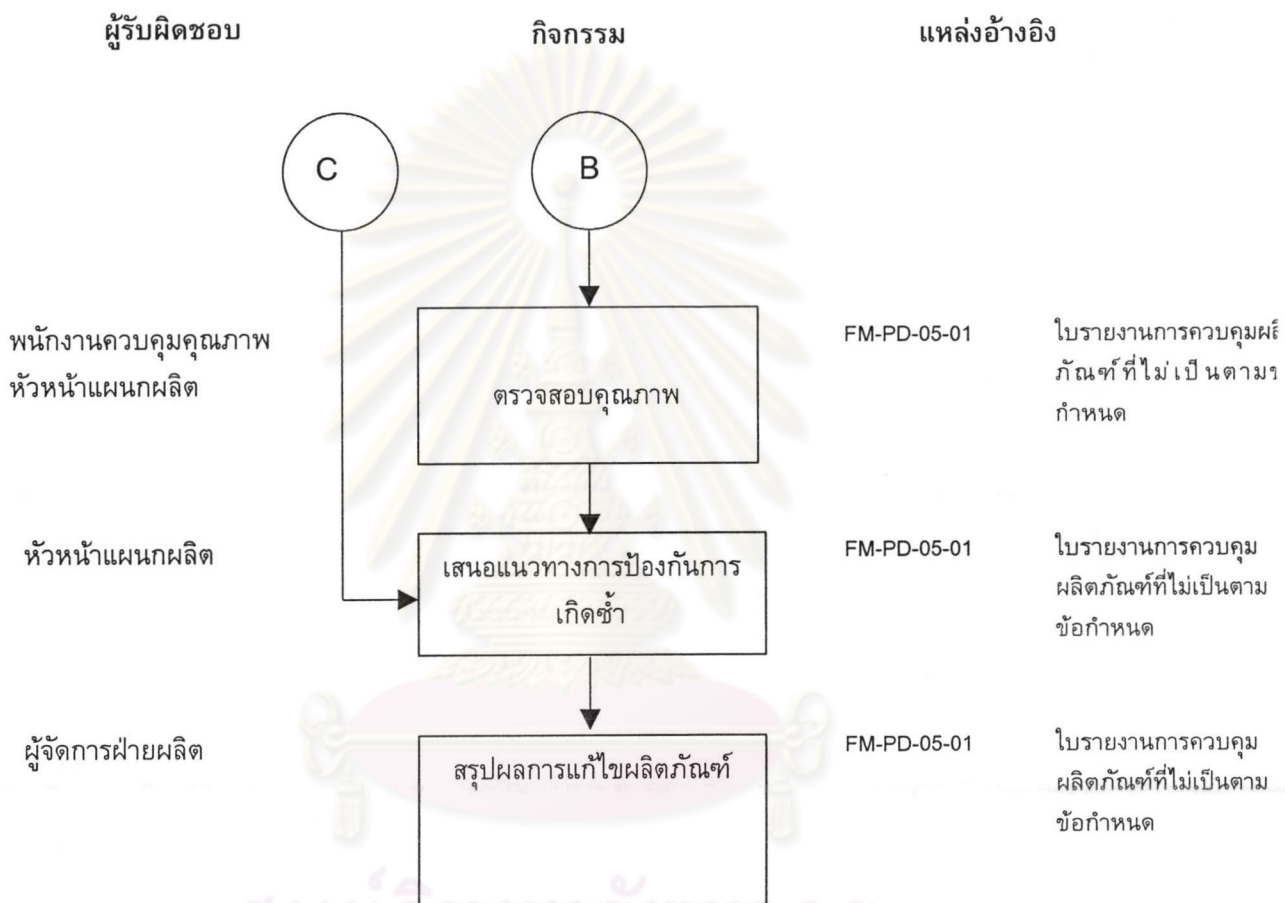 ผู้รับผิดชอบ กิจกรรม แหล่งอ้างอิง
C B
พนักงานควบคุมคุณภาพ
หัวหน้าแผนกผลิต
ตรวจสอบคุณภาพ
FM-PD-05-01
ใบรายงานการควบคุมผลิ
ภัณฑ์ที่ไม่เป็นตามข
กำหนด
หัวหน้าแผนกผลิต
เสนอแนวทางการป้องกันการ
เกิดซ้ำ
FM-PD-05-01
ใบรายงานการควบคุม
ผลิตภัณฑ์ที่ไม่เป็นตาม
ข้อกำหนด
ผู้จัดการฝ่ายผลิต
สรุปผลการแก้ไขผลิตภัณฑ์
FM-PD-05-01
ใบรายงานการควบคุม
ผลิตภัณฑ์ที่ไม่เป็นตาม
ข้อกำหนด